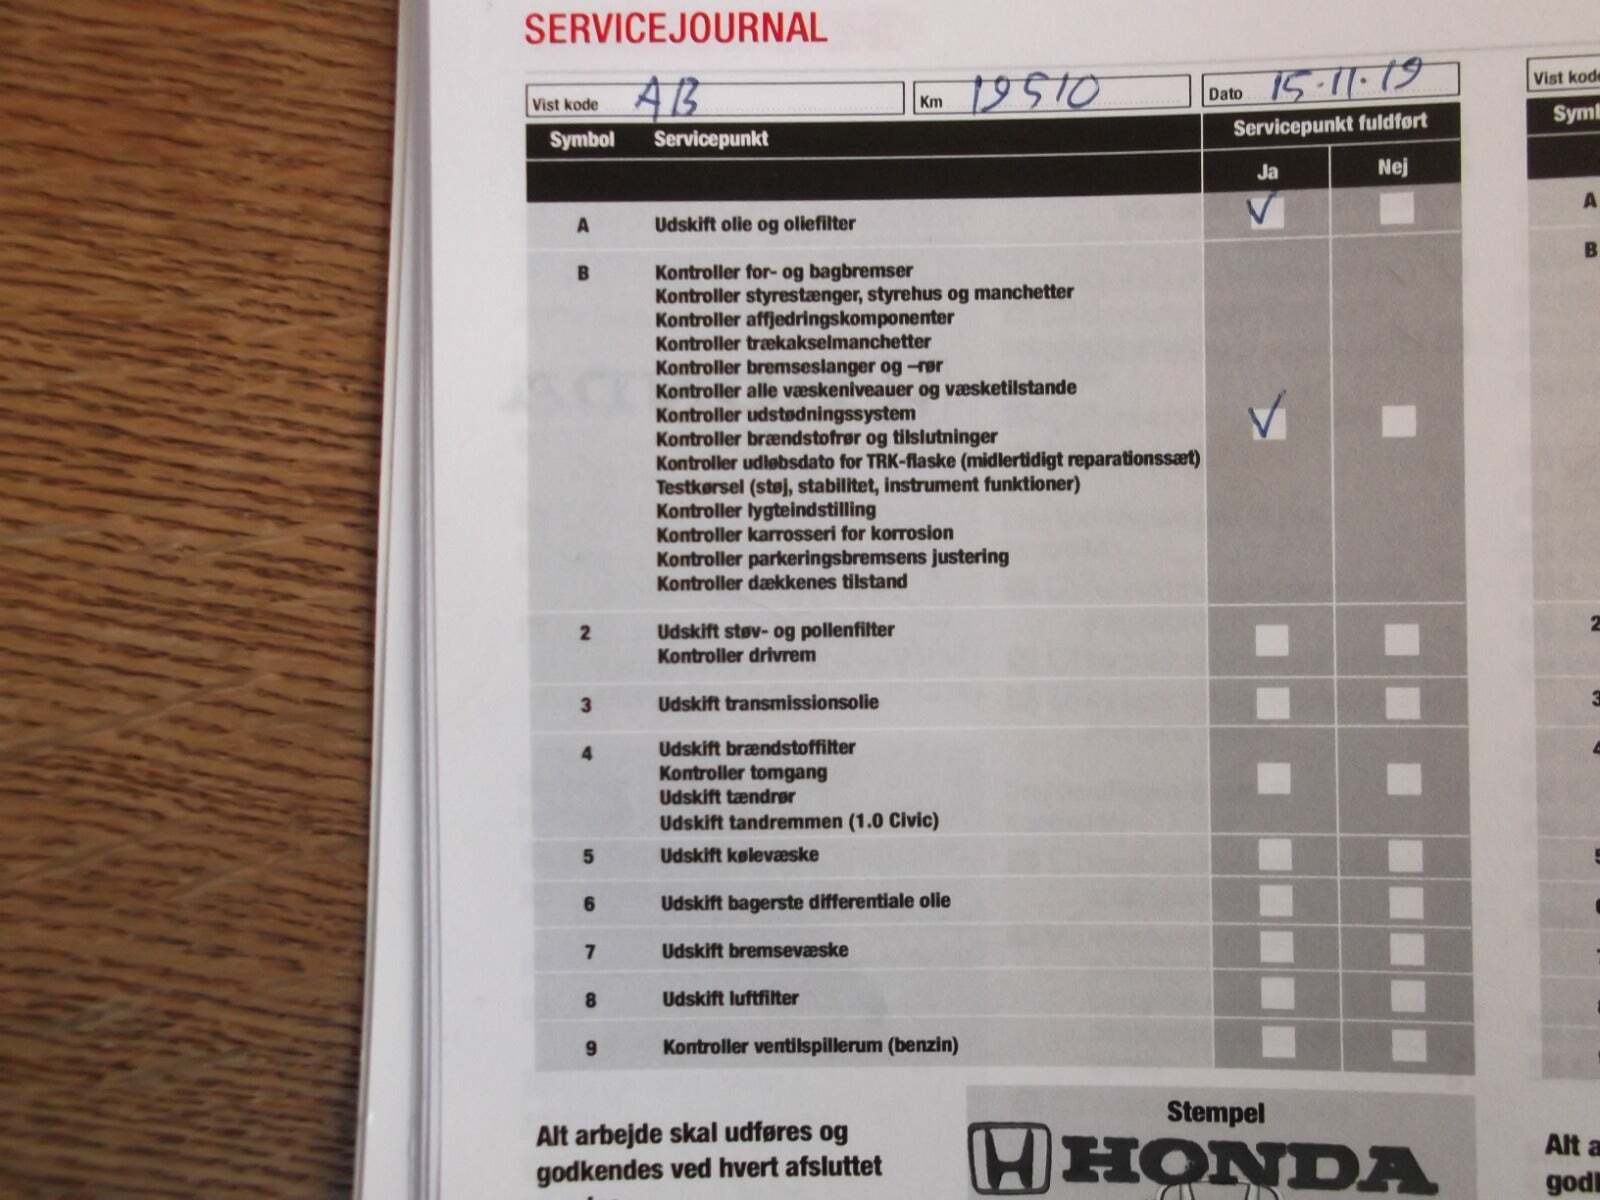 SERVICEJOURNAL
Vist kode AB Km 19510 Dato 15-11-19
Symbol Servicepunkt Servicepunkt fuldført
Ja Nej
A Udskift olie og oliefilter
B Kontroller for- og bagbremser
Kontroller styrestænger, styrehus og manchetter
Kontroller affjedringskomponenter
Kontroller trækakselmanchetter
Kontroller bremseslanger og –rør
Kontroller alle væskeniveauer og væsketilstande
Kontroller udstødningssystem
Kontroller brændstofrør og tilslutninger
Kontroller udløbsdato for TRK-flaske (midlertidigt reparationssæt)
Testkørsel (støj, stabilitet, instrument funktioner)
Kontroller lygteindstilling
Kontroller karrosseri for korrosion
Kontroller parkeringsbremsens justering
Kontroller dækkenes tilstand
2 Udskift støv- og pollenfilter
Kontroller drivrem
3 Udskift transmissionsolie
4 Udskift brændstoffilter
Kontroller tomgang
Udskift tændrør
Udskift tandremmen (1.0 Civic)
5 Udskift kølevæske
6 Udskift bagerste differentiale olie
7 Udskift bremsevæske
8 Udskift luftfilter
9 Kontroller ventilspillerum (benzin)
Alt arbejde skal udføres og
godkendes ved hvert afsluttet
Stempel
HONDA
Vist
A
B